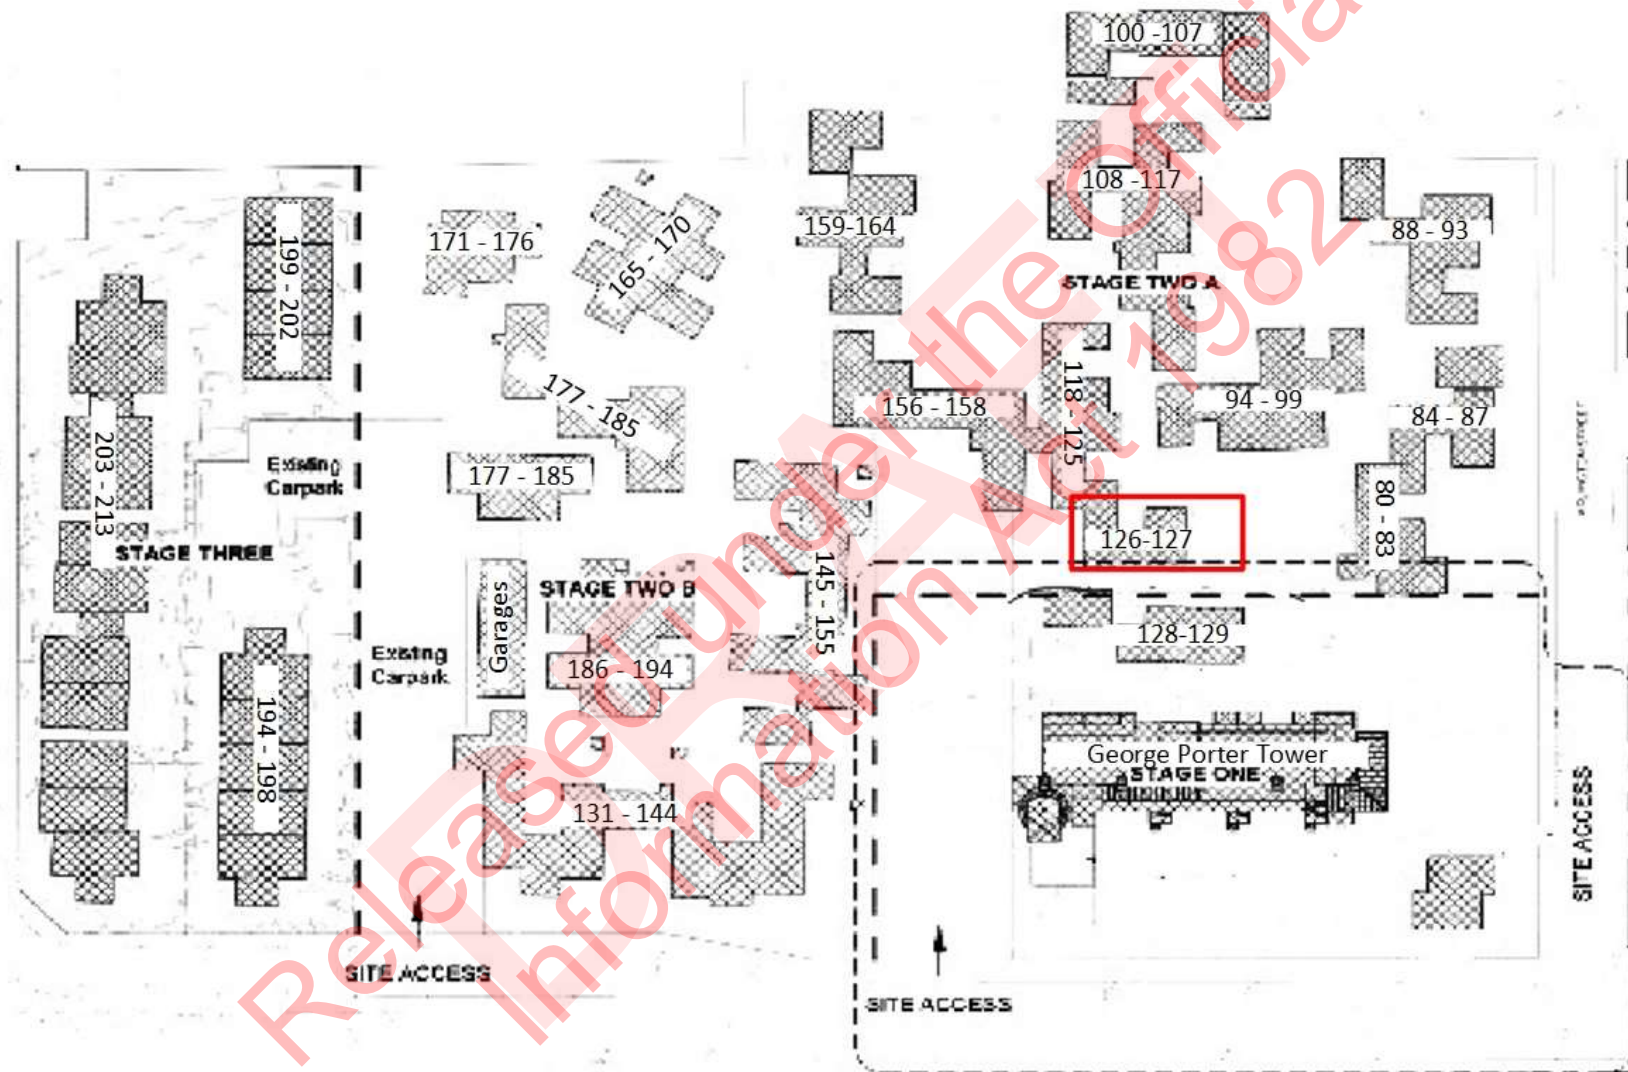 100 -107
108 -117
171 - 176
165 - 170
159-164
88 - 93
199 - 202
STAGE TWO A
177 - 185
156 - 158
118 - 125
94 - 99
84 - 87
203 - 213
Existing
Carpark
177 - 185
80 - 83
126-127
STAGE THREE
Garages
STAGE TWO B
145 - 155
128-129
Existing
Carpark
186 - 194
194 - 198
George Porter Tower
STAGE ONE
131 - 144
SITE ACCESS
SITE ACCESS
SITE ACCESS
DRAFT
Released under the Official
Information Act 1982